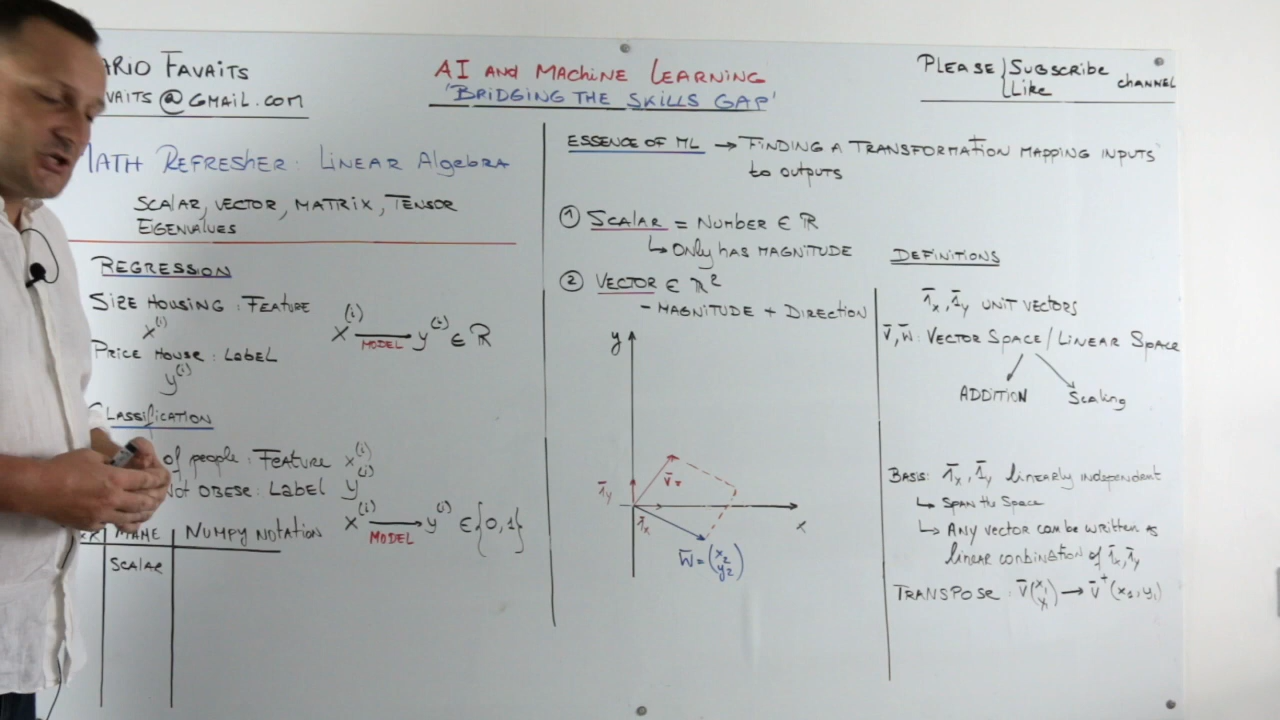 ARIO FAVAITS
VAITS@GMAIL.COM
AI AND MACHINE LEARNING
'BRIDGING THE SKILLS GAP'
PLEASE { SUBSCRIBE
LIKE
CHANNEL
MATH REFRESHER: LINEAR ALGEBRA
SCALAR, VECTOR, MATRIX, TENSOR
EIGENVALUES
REGRESSION
SIZE HOUSING: FEATURE
x^(i)
PRICE HOUSE: LABEL
y^(i)
x^(i) → y^(i) ∈ ℝ
MODEL
CLASSIFICATION
of people: FEATURE x^(i)
NOT OBESE: LABEL y^(i)
x^(i) → y^(i) ∈ {0,1}
MODEL
NAME | NUMPY NOTATION
SCALAR
ESSENCE OF ML → FINDING A TRANSFORMATION MAPPING INPUTS
to outputs
① SCALAR = NUMBER ∈ ℝ
↳ ONLY HAS MAGNITUDE
② VECTOR ∈ ℝ²
- MAGNITUDE + DIRECTION
y
v̄
1̄y
1̄x
x
w̄ = (x2 y2)
DEFINITIONS
1̄x, 1̄y UNIT VECTORS
v̄, w̄: VECTOR SPACE / LINEAR SPACE
ADDITION
Scaling
BASIS: 1̄x, 1̄y linearly independent
↳ SPAN the SPACE
↳ ANY VECTOR can be WRITTEN as
linear combination of 1̄x, 1̄y
TRANSPOSE: v̄(x1 y1) → v̄^T(x1, y1)